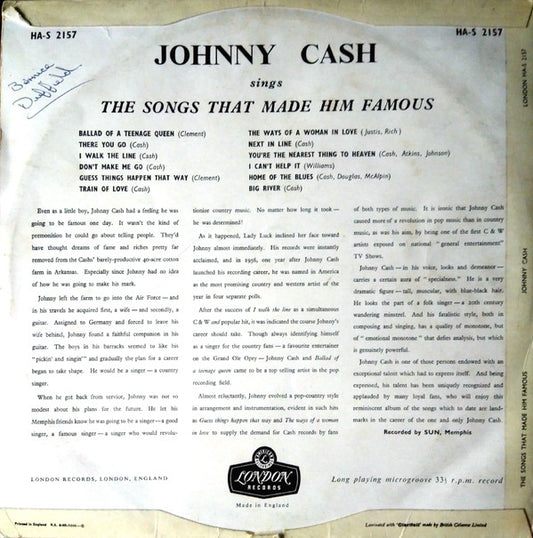 HA-S 2157
HA-S 2157
Bernice
Duffield.
JOHNNY CASH
sings
THE SONGS THAT MADE HIM FAMOUS
BALLAD OF A TEENAGE QUEEN (Clement)
THERE YOU GO (Cash)
I WALK THE LINE (Cash)
DON'T MAKE ME GO (Cash)
GUESS THINGS HAPPEN THAT WAY (Clement)
TRAIN OF LOVE (Cash)
THE WAYS OF A WOMAN IN LOVE (Justis, Rich)
NEXT IN LINE (Cash)
YOU'RE THE NEAREST THING TO HEAVEN (Cash, Atkins, Johnson)
I CAN'T HELP IT (Williams)
HOME OF THE BLUES (Cash, Douglas, McAlpin)
BIG RIVER (Cash)
Even as a little boy, Johnny Cash had a feeling he was
going to be famous one day. It wasn't the kind of
premonition he could go about telling people. They'd
have thought dreams of fame and riches pretty far
removed from the Cashs' barely-productive 40-acre cotton
farm in Arkansas. Especially since Johnny had no idea
of how he was going to make his mark.
Johnny left the farm to go into the Air Force — and
in his travels he acquired first, a wife — and secondly, a
guitar. Assigned to Germany and forced to leave his
wife behind, Johnny found a faithful companion in his
guitar. The boys in his barracks seemed to like his
"pickin' and singin'" and gradually the plan for a career
began to take shape. He would be a singer — a country
singer.
When he got back from service, Johnny was not so
modest about his plans for the future. He let his
Memphis friends know he was going to be a singer — a good
singer, a famous singer — a singer who would revolu-
tionize country music. No matter how long it took —
he was determined!
As it happened, Lady Luck inclined her face toward
Johnny almost immediately. His records were instantly
acclaimed, and in 1956, one year after Johnny Cash
launched his recording career, he was named in America
as the most promising country and western artist of the
year in four separate polls.
After the success of I walk the line as a simultaneous
C & W and popular hit, it was indicated the course Johnny's
career should take. Though always identifying himself
as a singer for the country fans — a favourite entertainer
on the Grand Ole Opry — Johnny Cash and Ballad of
a teenage queen came to be a top selling artist in the pop
recording field.
Almost reluctantly, Johnny evolved a pop-country style
in arrangement and instrumentation, evident in such hits
as Guess things happen that way and The ways of a woman
in love to supply the demand for Cash records by fans
of both types of music. It is ironic that Johnny Cash
caused more of a revolution in pop music than in country
music, as was his aim, by being one of the first C & W
artists exposed on national "general entertainment"
TV Shows.
Johnny Cash — in his voice, looks and demeanor —
carries a certain aura of "specialness." He is a very
dramatic figure — tall, muscular, with blue-black hair.
He looks the part of a folk singer — a 20th century
wandering minstrel. And his fatalistic style, both in
composing and singing, has a quality of monotone, but
of "emotional monotone" that defies analysis, but which
is genuinely powerful.
Johnny Cash is one of those persons endowed with an
exceptional talent which had to express itself. And being
expressed, his talent has been uniquely recognized and
applauded by many loyal fans, who will enjoy this
reminiscent album of the songs which to date are land-
marks in the career of the one and only Johnny Cash.
Recorded by SUN, Memphis
LONDON RECORDS, LONDON, ENGLAND
AMERICAN
LONDON
RECORDS
Made in England
Long playing microgroove 33⅓ r.p.m. record
Printed in England
Laminated with 'Clarifoil' made by British Celanese Limited
LONDON HA-S 2157
JOHNNY CASH
THE SONGS THAT MADE HIM FAMOUS